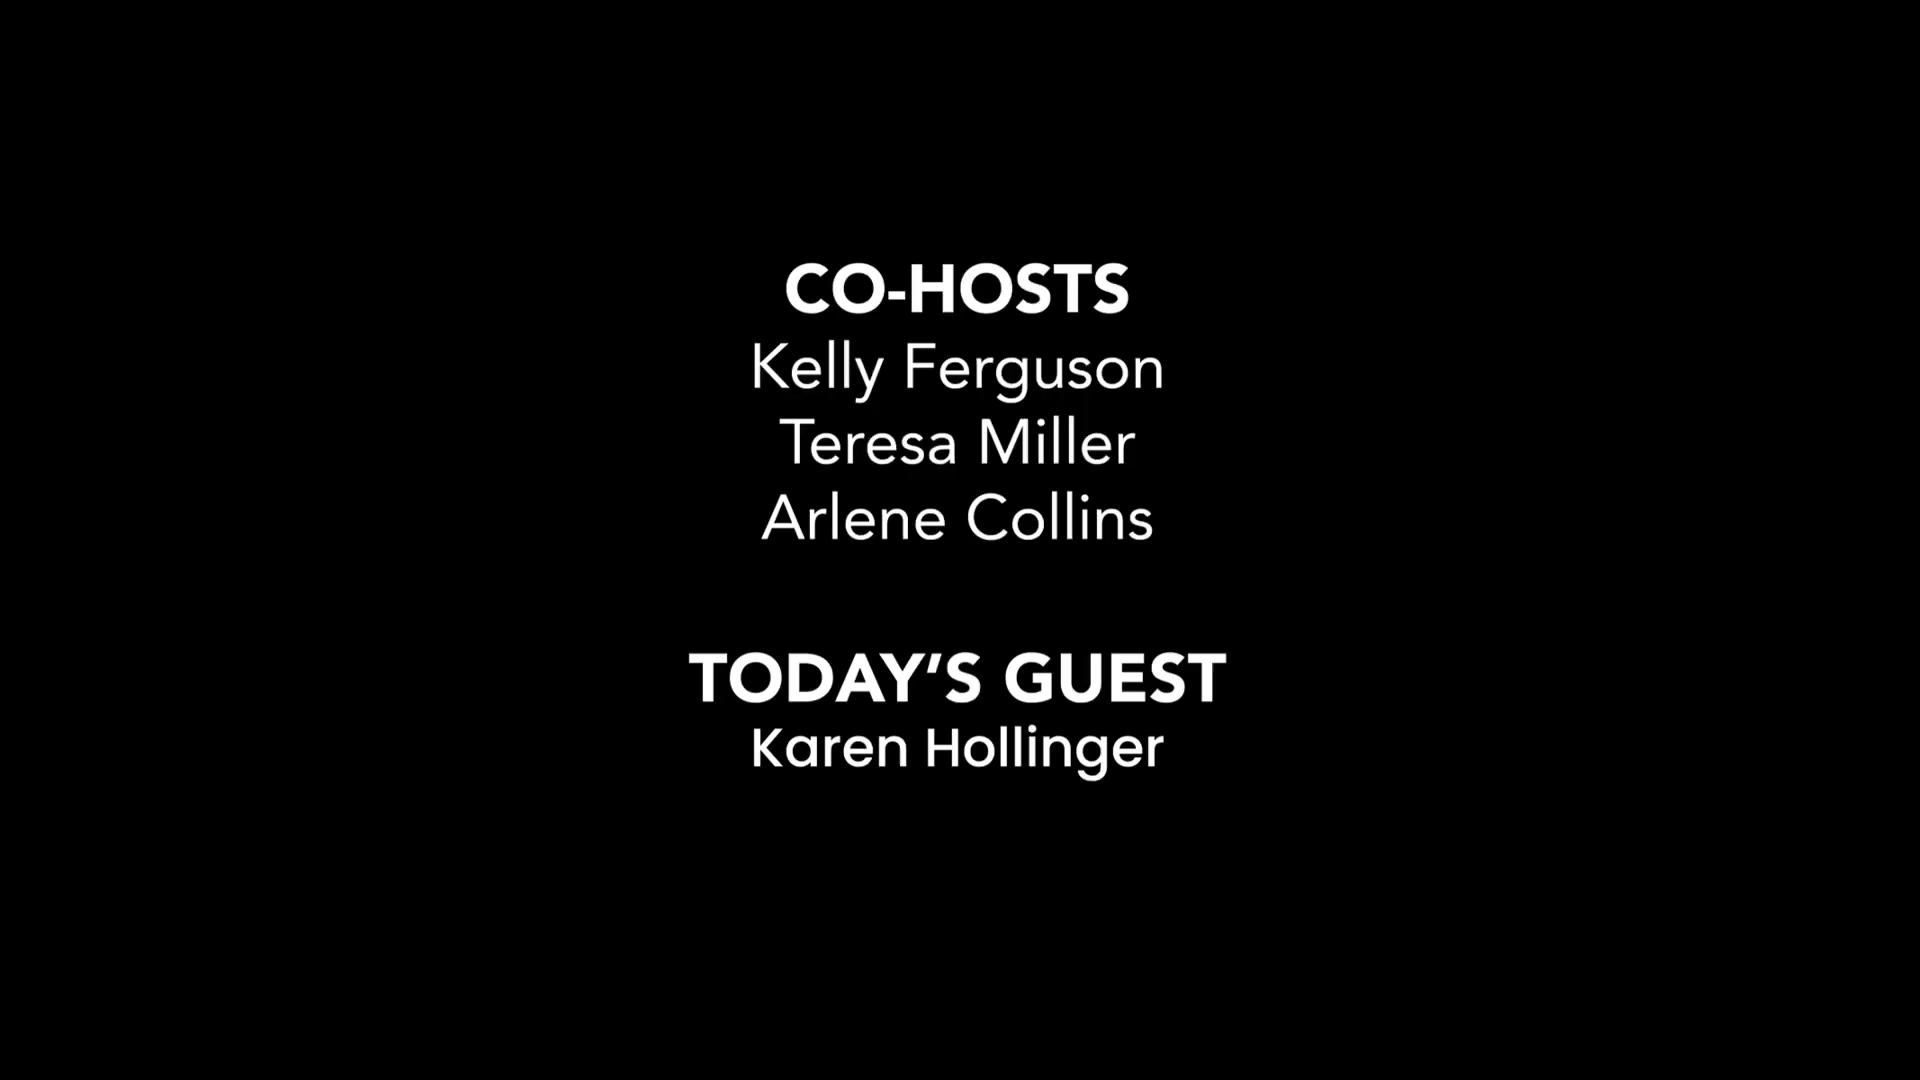 CO-HOSTS
Kelly Ferguson
Teresa Miller
Arlene Collins
TODAY’S GUEST
Karen Hollinger